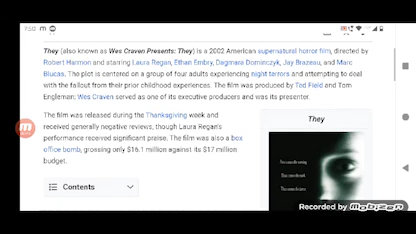 7:50 M
They (also known as Wes Craven Presents: They) is a 2002 American supernatural horror film, directed by
Robert Harmon and starring Laura Regan, Ethan Embry, Dagmara Dominczyk, Jay Brazeau, and Marc
Blucas. The plot is centered on a group of four adults experiencing night terrors and attempting to deal
with the fallout from their prior childhood experiences. The film was produced by Ted Field and Tom
Engleman; Wes Craven served as one of its executive producers and was its presenter.
The film was released during the Thanksgiving week and
received generally negative reviews, though Laura Regan's
performance received significant praise. The film was also a box
office bomb, grossing only $16.1 million against its $17 million
budget.
They
Contents
Recorded by Mobizen